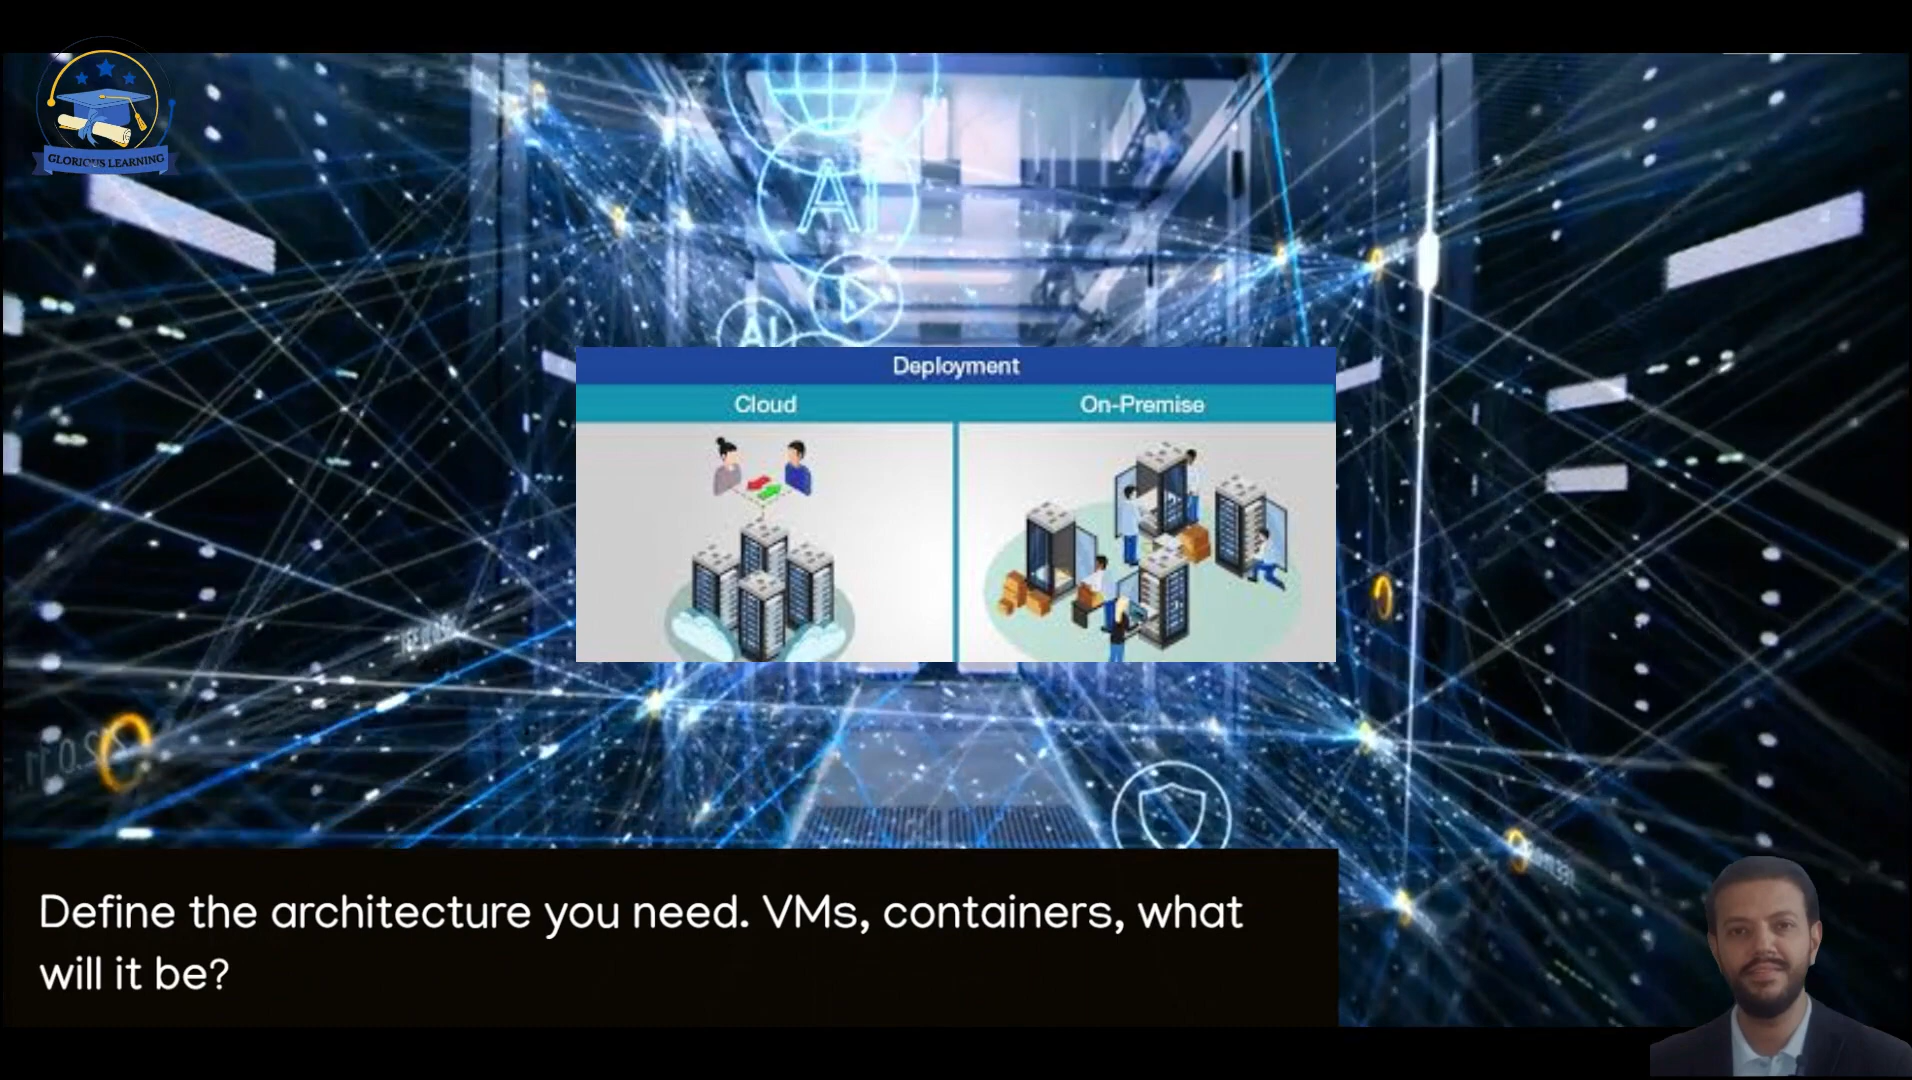 GLORIOUS LEARNING
AI
AI
Deployment
Cloud
On-Premise
Define the architecture you need. VMs, containers, what
will it be?